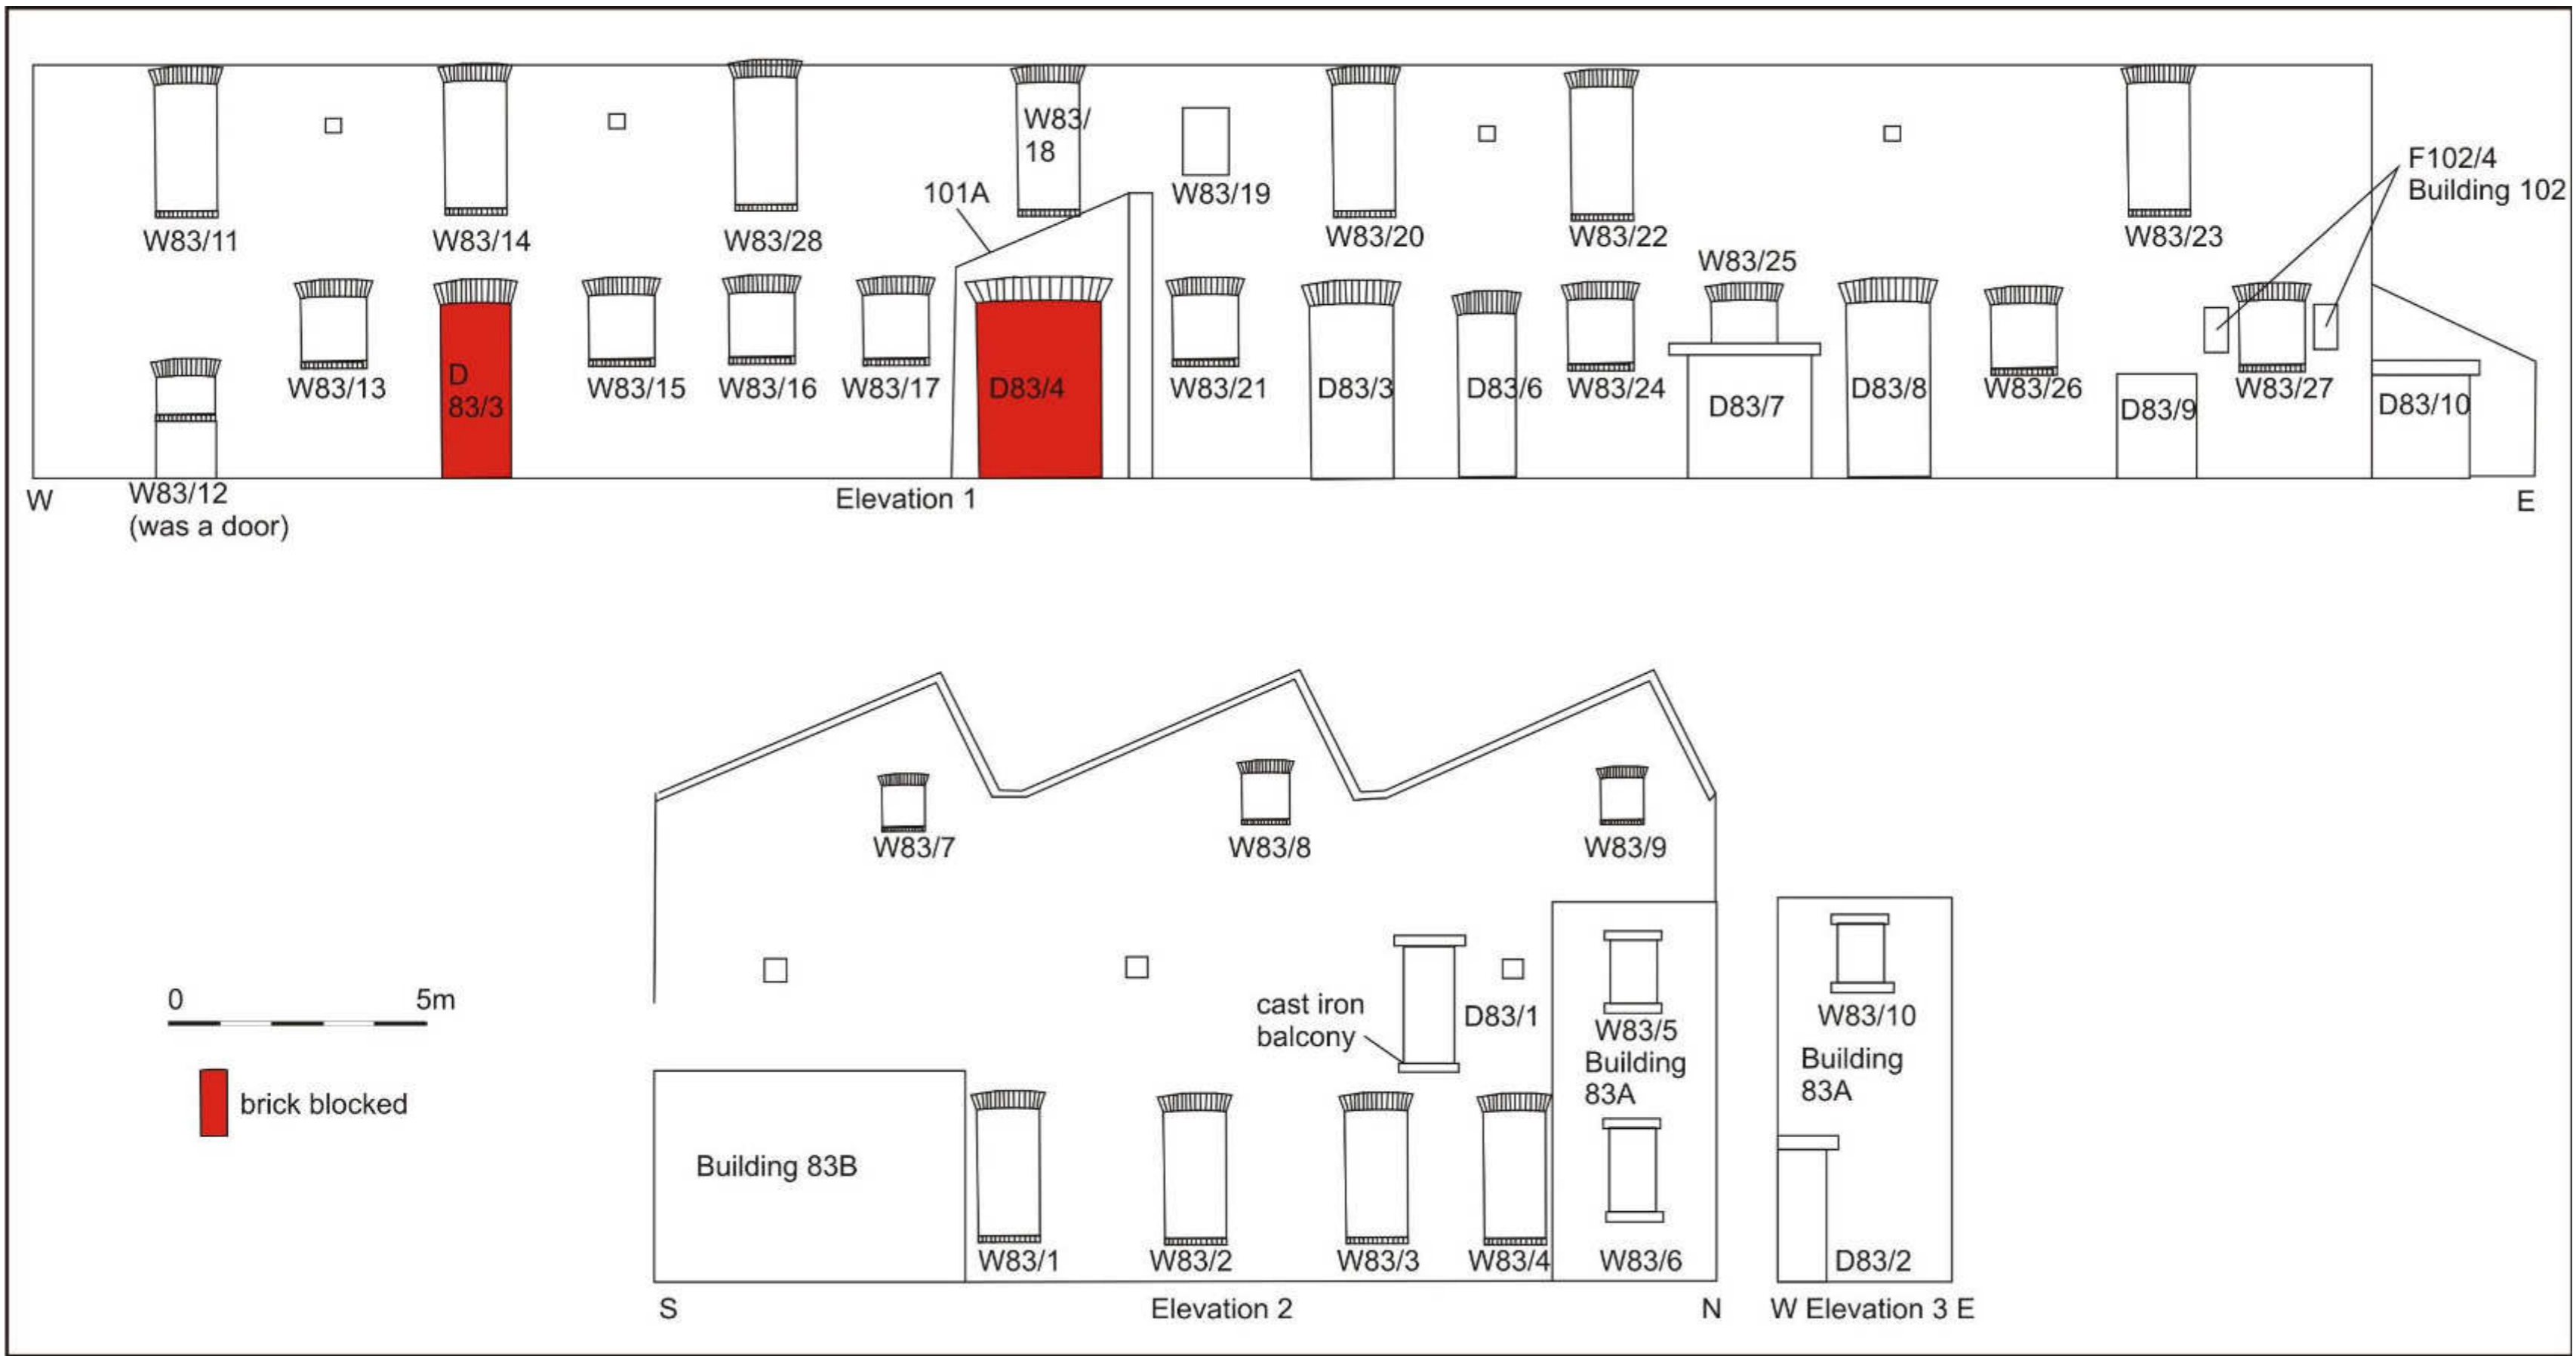 W83/
18
F102/4
Building 102
101A
W83/19
W83/11
W83/14
W83/28
W83/20
W83/22
W83/23
W83/25
W83/13
D
83/3
W83/15
W83/16
W83/17
D83/4
W83/21
D83/3
D83/6
W83/24
D83/7
D83/8
W83/26
D83/9
W83/27
D83/10
W
W83/12
(was a door)
Elevation 1
E
W83/7
W83/8
W83/9
0
5m
brick blocked
cast iron
balcony
D83/1
W83/5
Building
83A
W83/10
Building
83A
Building 83B
W83/1
W83/2
W83/3
W83/4
W83/6
D83/2
S
Elevation 2
N
W Elevation 3 E